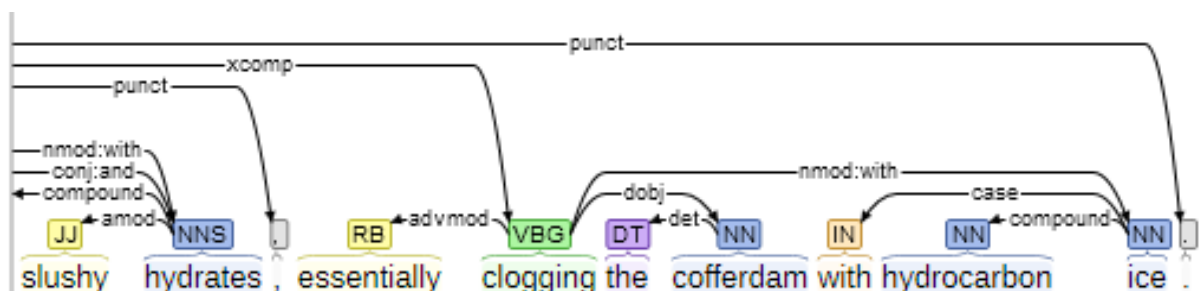 punct
xcomp
punct
nmod:with
conj:and nmod:with
compound dobj case
amod advmod det compound
JJ NNS , RB VBG DT NN IN NN NN .
slushy hydrates , essentially clogging the cofferdam with hydrocarbon ice .